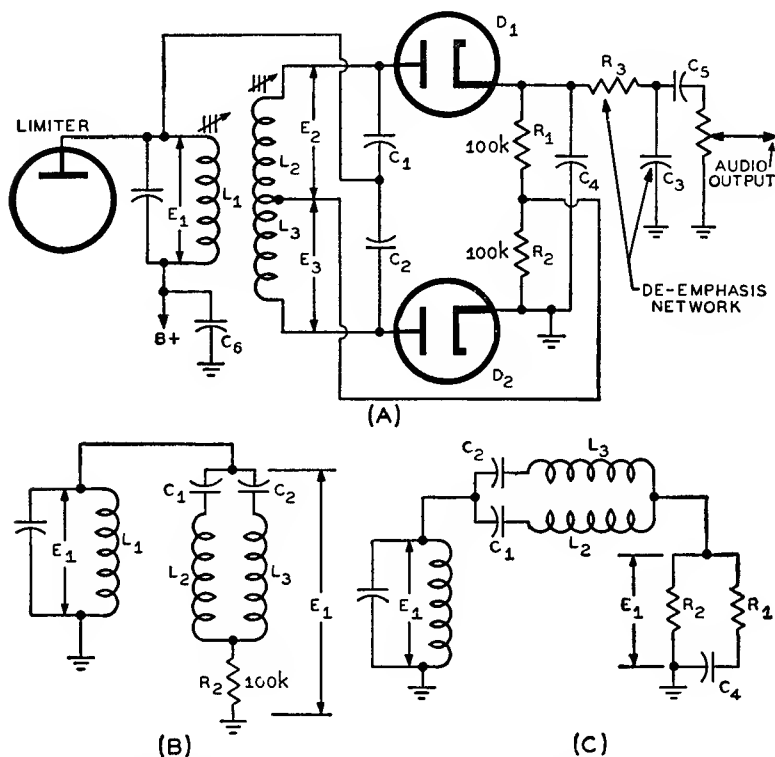 D1
LIMITER
E1
L1
B+
C6
E2
L2
L3
E3
C1
C2
D2
100k
R1
100k
R2
C4
R3
C5
C3
AUDIO
OUTPUT
DE-EMPHASIS
NETWORK
(A)
E1
L1
C1
C2
L2
L3
R2
100k
E1
(B)
C2
L3
C1
L2
E1
E1
R2
R1
C4
(C)